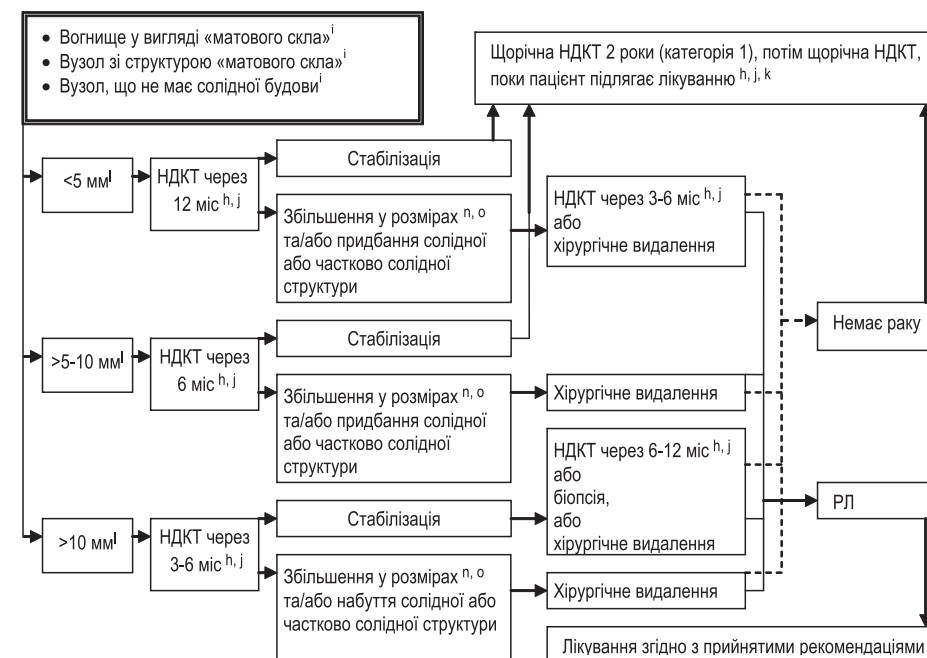 • Вогнище у вигляді «матового скла»ⁱ
• Вузол зі структурою «матового скла»ⁱ
• Вузол, що не має солідної будовиⁱ
Щорічна НДКТ 2 роки (категорія 1), потім щорічна НДКТ,
поки пацієнт підлягає лікуванню h, j, k
<5 ммˡ
НДКТ через
12 міс h, j
Стабілізація
Збільшення у розмірах n, o
та/або придбання солідної
або частково солідної
структури
НДКТ через 3-6 міс h, j
або
хірургічне видалення
Немає раку
>5-10 ммˡ
НДКТ через
6 міс h, j
Стабілізація
Збільшення у розмірах n, o
та/або придбання солідної
або частково солідної
структури
Хірургічне видалення
НДКТ через 6-12 міс h, j
або
біопсія,
або
хірургічне видалення
РЛ
>10 ммˡ
НДКТ через
3-6 міс h, j
Стабілізація
Збільшення у розмірах n, o
та/або набуття солідної або
частково солідної структури
Хірургічне видалення
Лікування згідно з прийнятими рекомендаціями